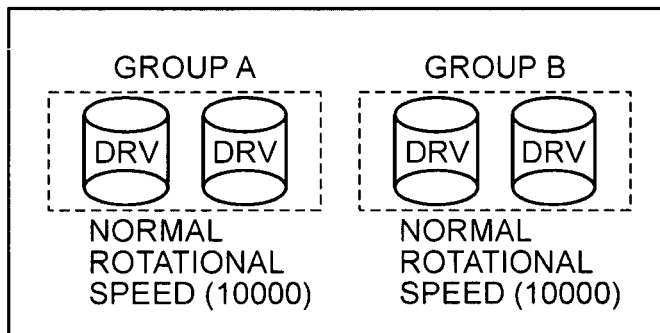 GROUP A
DRV DRV
NORMAL
ROTATIONAL
SPEED (10000)
GROUP B
DRV DRV
NORMAL
ROTATIONAL
SPEED (10000)